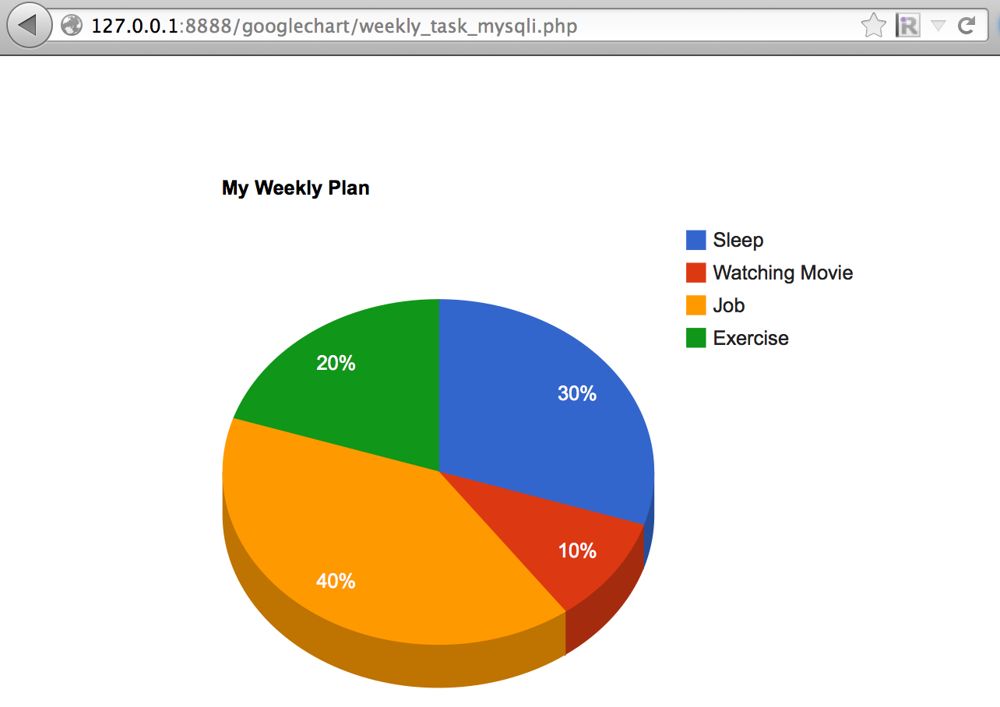 127.0.0.1:8888/googlechart/weekly_task_mysqli.php
iR
My Weekly Plan
Sleep
Watching Movie
Job
Exercise
20%
30%
10%
40%